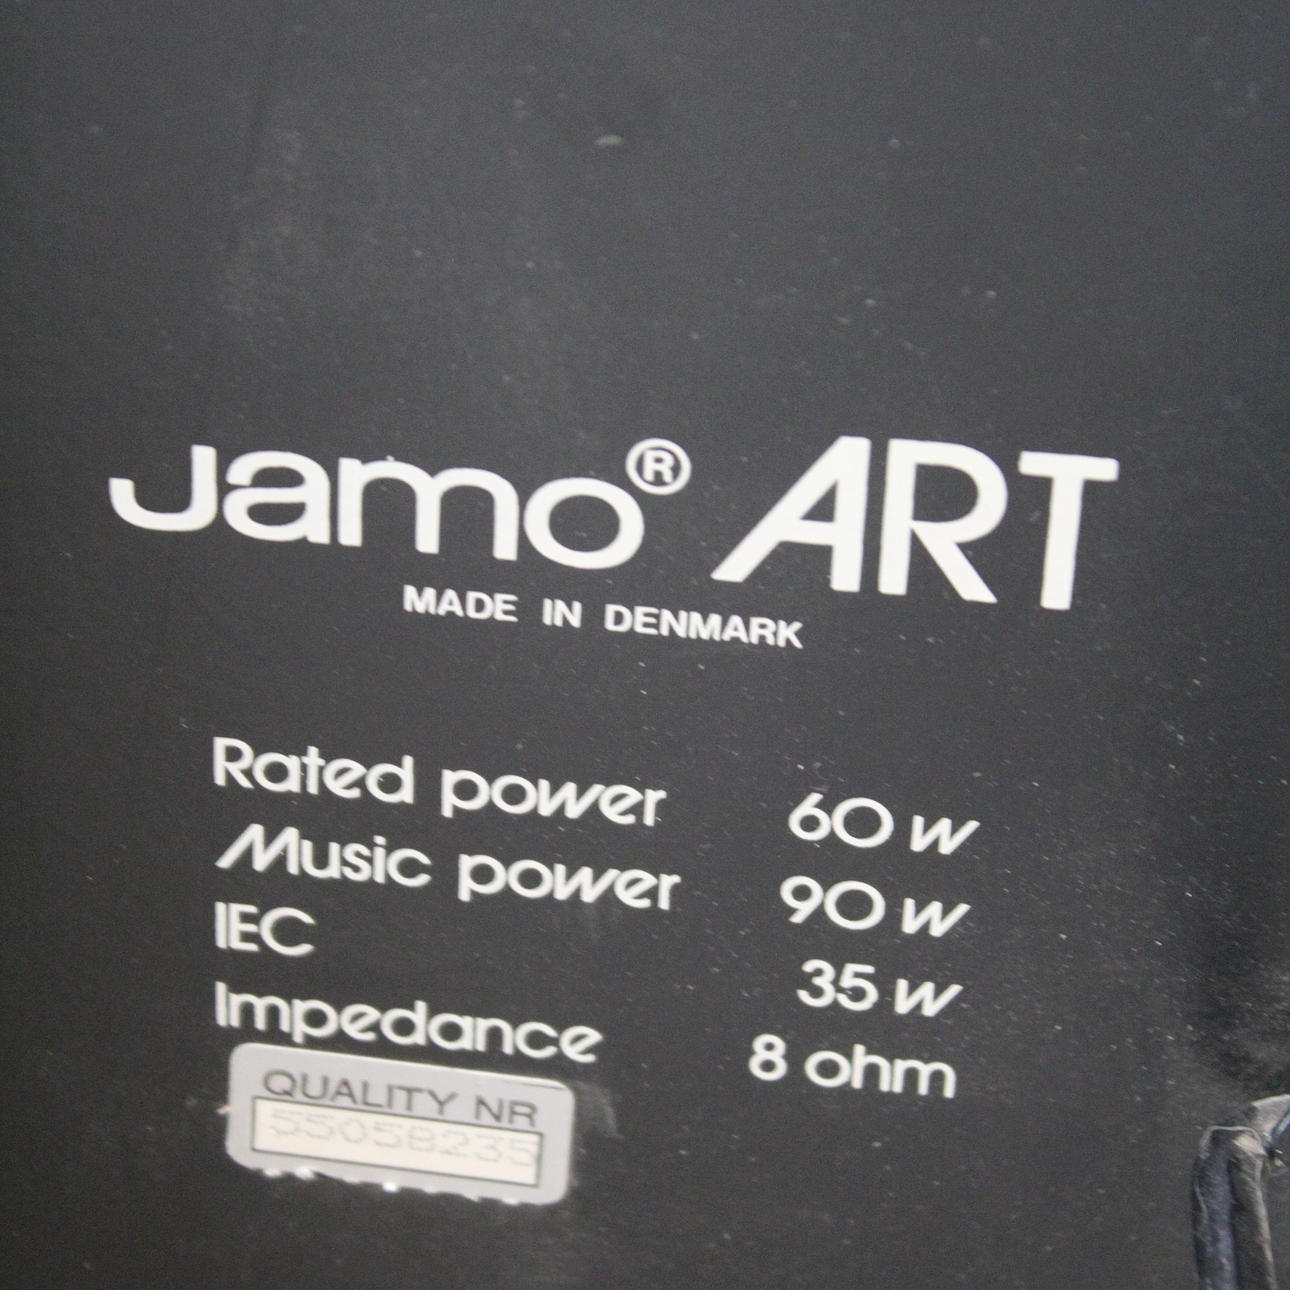 Jamo® ART
MADE IN DENMARK
Rated power 60 W
Music power 90 W
IEC 35 W
Impedance 8 ohm
QUALITY NR
55058235